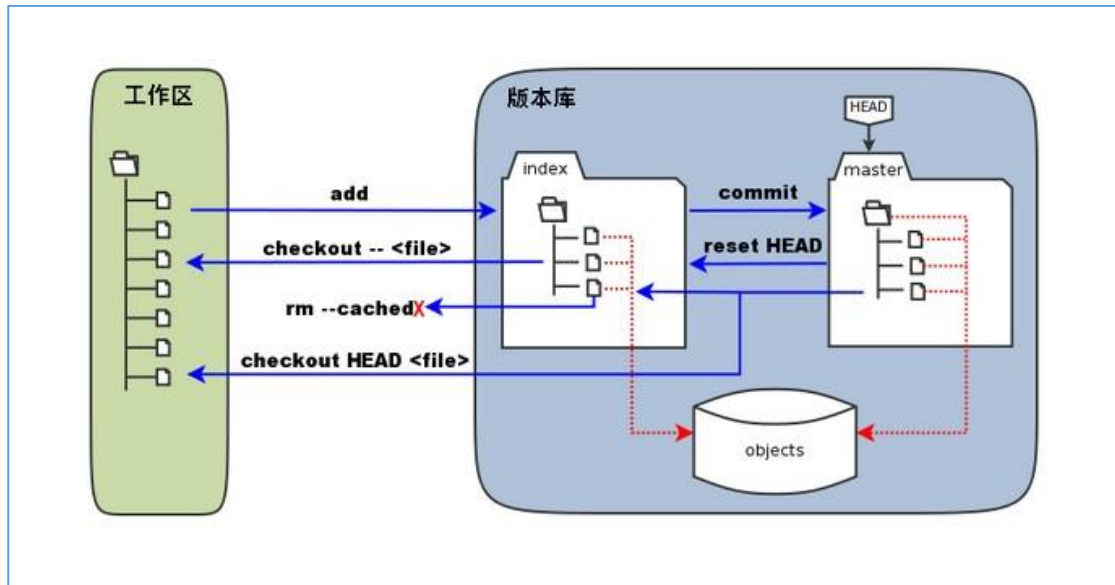 工作区
版本库
HEAD
index
master
add
commit
checkout -- <file>
reset HEAD
rm --cachedX
checkout HEAD <file>
objects